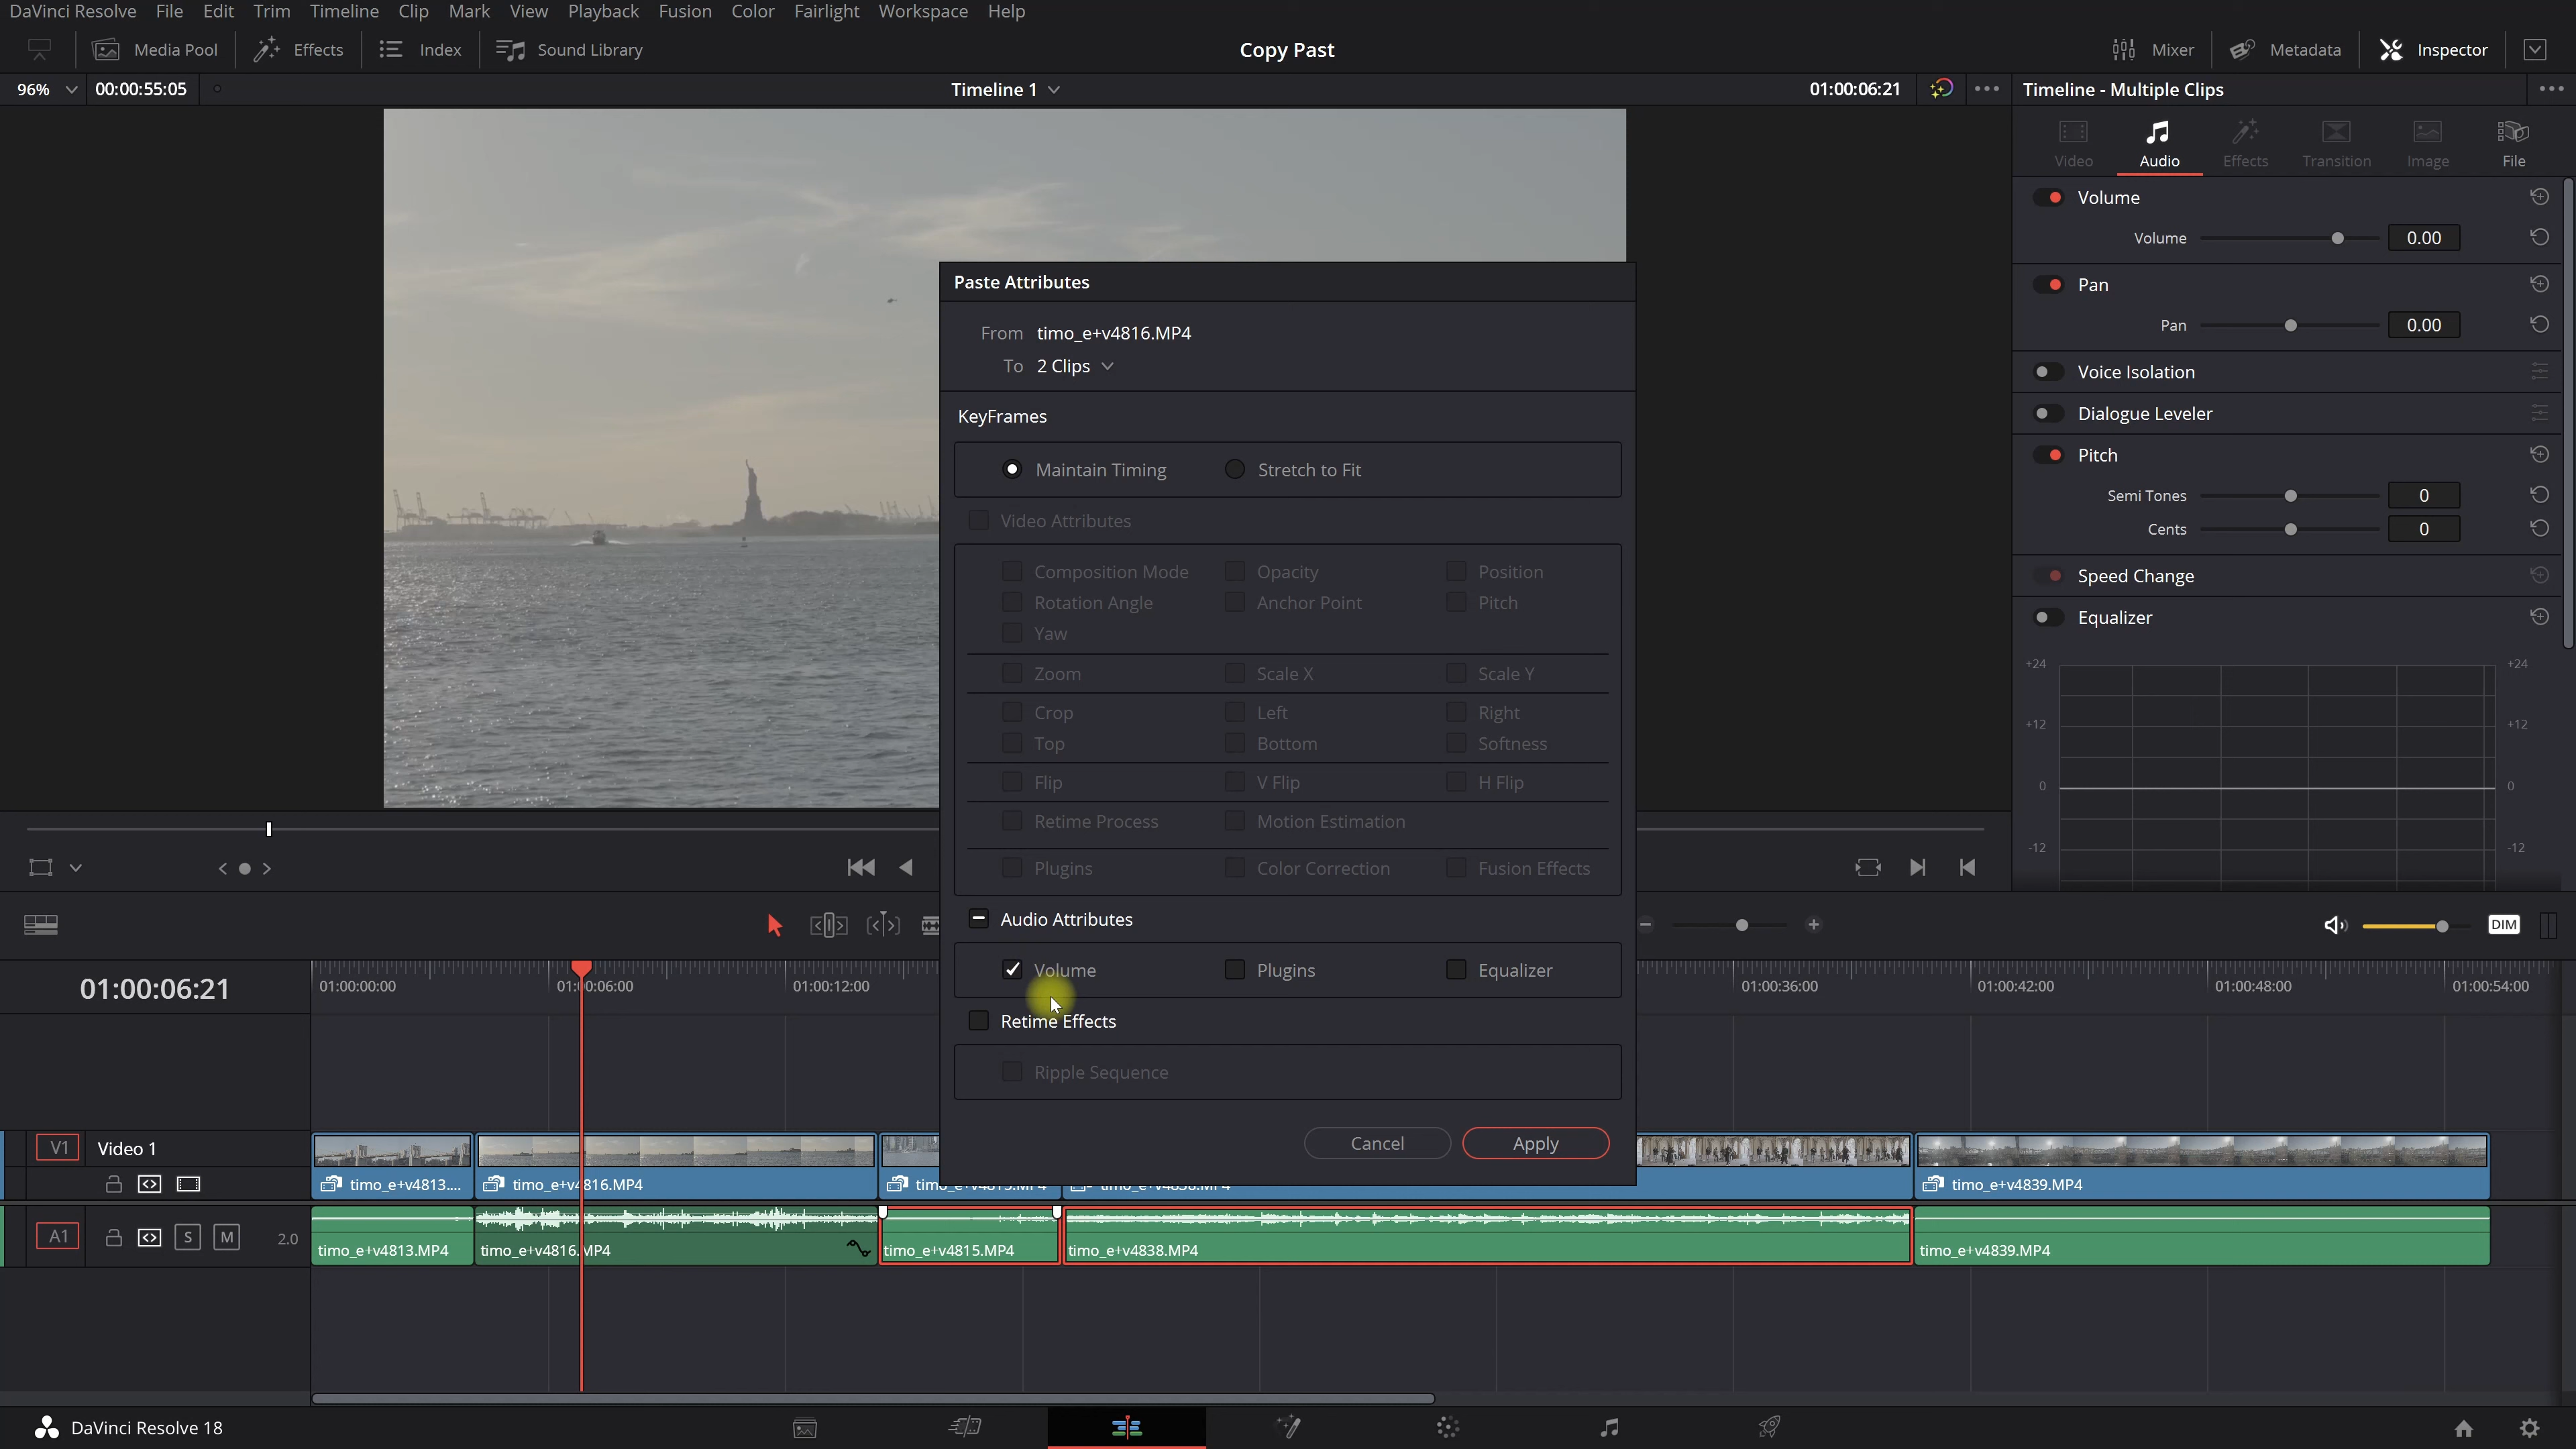 DaVinci Resolve File Edit Trim Timeline Clip Mark View Playback Fusion Color Fairlight Workspace Help
Media Pool Effects Index Sound Library Copy Past Mixer Metadata Inspector
96% 00:00:55:05 Timeline 1 01:00:06:21 Timeline - Multiple Clips
Video Audio Effects Transition Image File
Volume
Volume 0.00
Pan
Pan 0.00
Voice Isolation
Dialogue Leveler
Pitch
Semi Tones 0
Cents 0
Speed Change
Equalizer
+24 +24
+12 +12
0 0
-12 -12
Paste Attributes
From timo_e+v4816.MP4
To 2 Clips
KeyFrames
Maintain Timing Stretch to Fit
Video Attributes
Composition Mode Opacity Position
Rotation Angle Anchor Point Pitch
Yaw
Zoom Scale X Scale Y
Crop Left Right
Top Bottom Softness
Flip V Flip H Flip
Retime Process Motion Estimation
Plugins Color Correction Fusion Effects
Audio Attributes
Volume Plugins Equalizer
Retime Effects
Ripple Sequence
Cancel Apply
DIM
01:00:06:21 01:00:00:00 01:00:06:00 01:00:12:00 01:00:36:00 01:00:42:00 01:00:48:00 01:00:54:00
V1 Video 1
timo_e+v4813.... timo_e+v4816.MP4 timo_e+v4839.MP4
A1 S M 2.0
timo_e+v4813.MP4 timo_e+v4816.MP4 timo_e+v4815.MP4 timo_e+v4838.MP4 timo_e+v4839.MP4
DaVinci Resolve 18